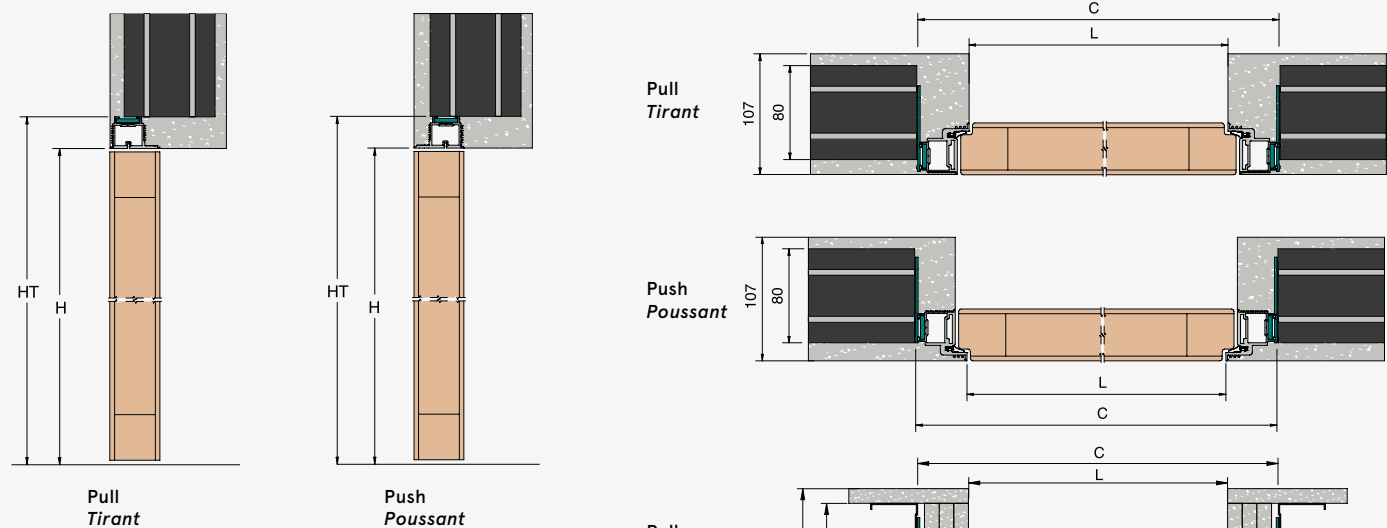 HT
H
Pull
Tirant
HT
H
Push
Poussant
C
L
Pull
Tirant
107
80
Push
Poussant
107
80
L
C
C
L
Pull